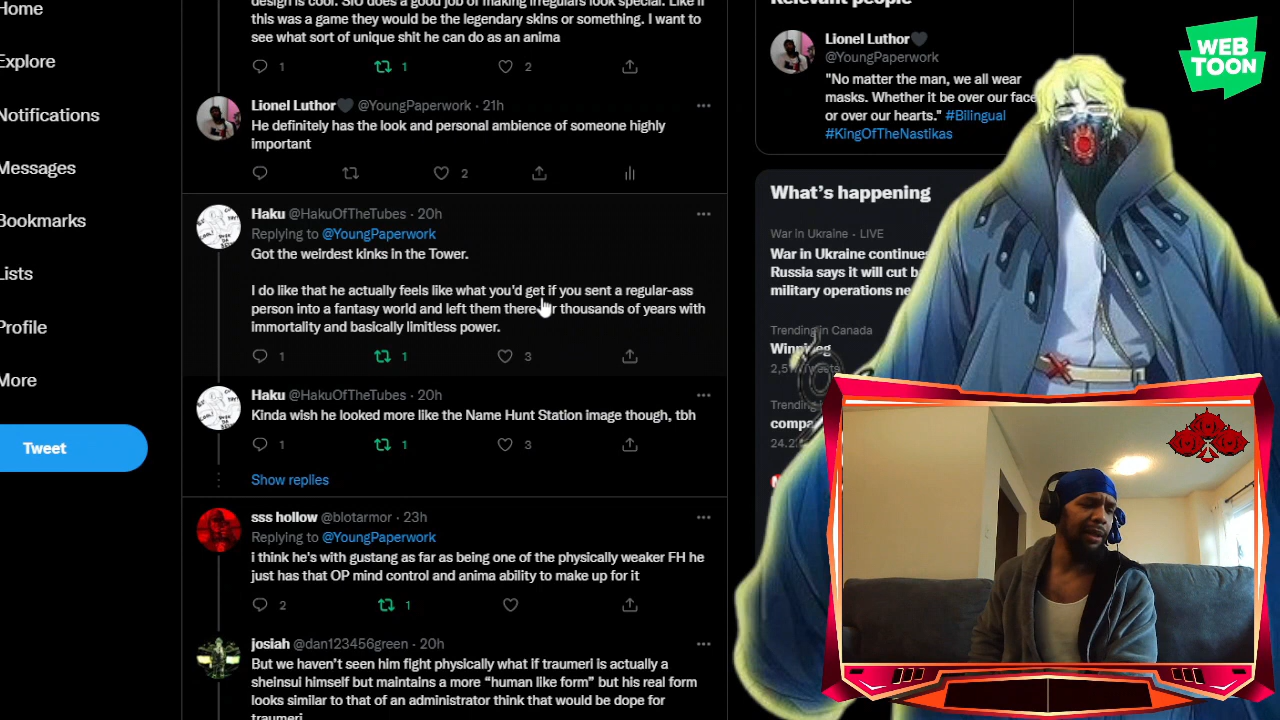 Home
Explore
Notifications
Messages
Bookmarks
Lists
Profile
More
Tweet
design is cool. SIU does a good job of making irregulars look special. Like if
this was a game they would be the legendary skins or something. I want to
see what sort of unique shit he can do as an anima
1 1 2
Lionel Luthor🖤 @YoungPaperwork · 21h
He definitely has the look and personal ambience of someone highly
important
2
Haku @HakuOfTheTubes · 20h
Replying to @YoungPaperwork
Got the weirdest kinks in the Tower.
I do like that he actually feels like what you'd get if you sent a regular-ass
person into a fantasy world and left them there thousands of years with
immortality and basically limitless power.
1 1 3
Haku @HakuOfTheTubes · 20h
Kinda wish he looked more like the Name Hunt Station image though, tbh
1 1 3
Show replies
sss hollow @blotarmor · 23h
Replying to @YoungPaperwork
i think he's with gustang as far as being one of the physically weaker FH he
just has that OP mind control and anima ability to make up for it
2 1
josiah @dan123456green · 20h
But we haven't seen him fight physically what if traumeri is actually a
sheinsui himself but maintains a more "human like form" but his real form
looks similar to that of an administrator think that would be dope for
traumeri
Relevant people
Lionel Luthor🖤
@YoungPaperwork
"No matter the man, we all wear
masks. Whether it be over our face
or over our hearts." #Bilingual
#KingOfTheNastikas
What's happening
War in Ukraine · LIVE
War in Ukraine continues
Russia says it will cut b
military operations ne
Trending in Canada
Winnipeg
Trending
compa
24.2
WEB
TOON